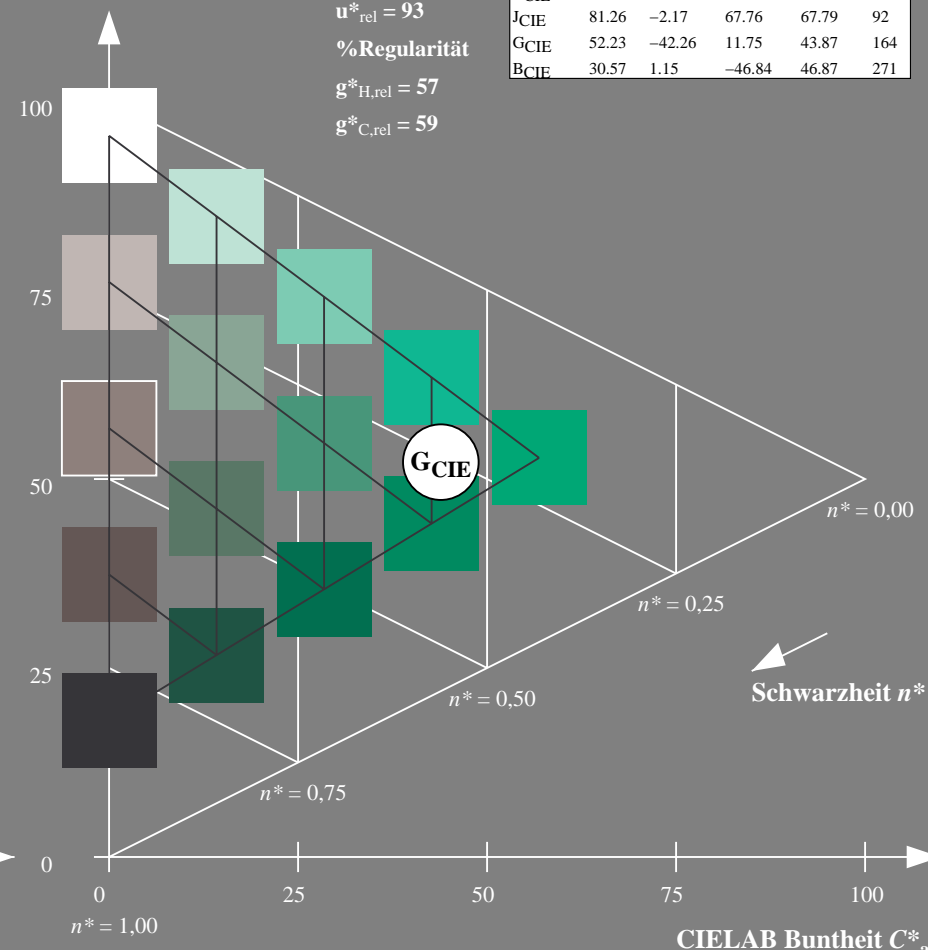 u*rel = 93
%Regularität
g*H,rel = 57
g*C,rel = 59
JCIE 81.26 −2.17 67.76 67.79 92
GCIE 52.23 −42.26 11.75 43.87 164
BCIE 30.57 1.15 −46.84 46.87 271
100
75
50
25
0
GCIE
n* = 0,00
n* = 0,25
Schwarzheit n*
n* = 0,50
n* = 0,75
0 25 50 75 100
n* = 1,00
CIELAB Buntheit C*a